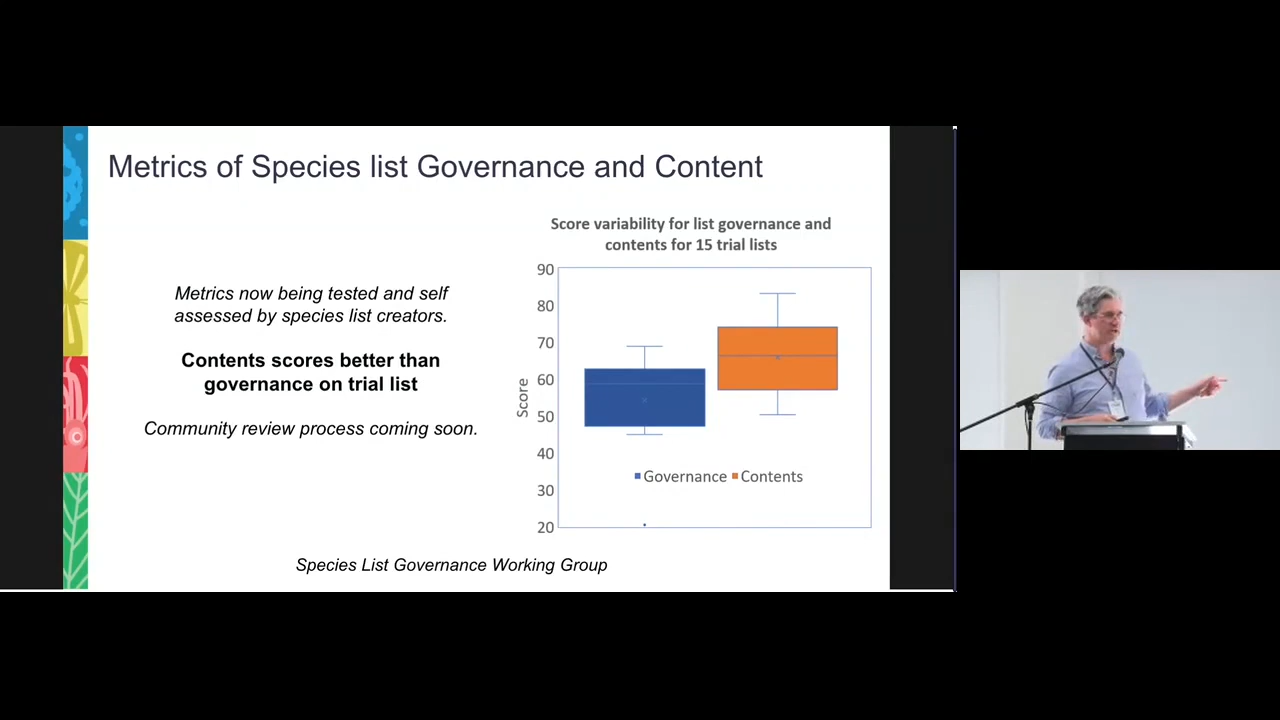 Metrics of Species list Governance and Content
Metrics now being tested and self
assessed by species list creators.
Contents scores better than
governance on trial list
Community review process coming soon.
Score variability for list governance and
contents for 15 trial lists
90
80
70
60
50
40
30
20
Score
Governance Contents
Species List Governance Working Group